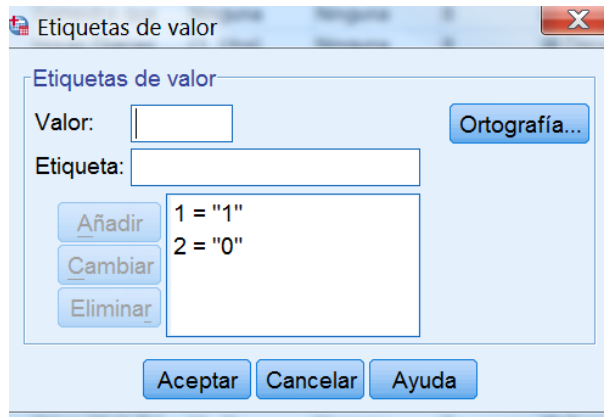 Etiquetas de valor
Etiquetas de valor
Valor:
Ortografía...
Etiqueta:
Añadir
1 = "1"
Cambiar
2 = "0"
Eliminar
Aceptar Cancelar Ayuda